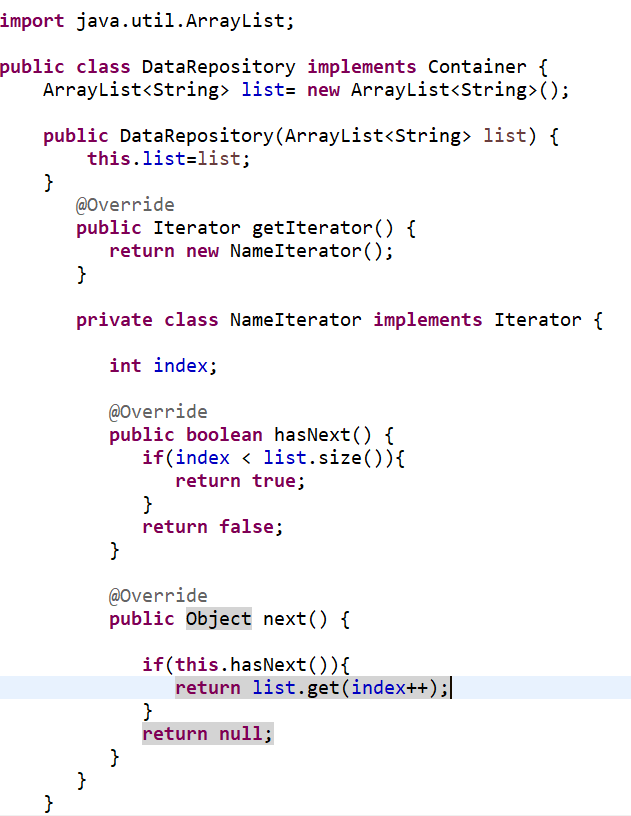 import java.util.ArrayList;
public class DataRepository implements Container {
ArrayList<String> list= new ArrayList<String>();
public DataRepository(ArrayList<String> list) {
this.list=list;
}
@Override
public Iterator getIterator() {
return new NameIterator();
}
private class NameIterator implements Iterator {
int index;
@Override
public boolean hasNext() {
if(index < list.size()){
return true;
}
return false;
}
@Override
public Object next() {
if(this.hasNext()){
return list.get(index++);
}
return null;
}
}
}